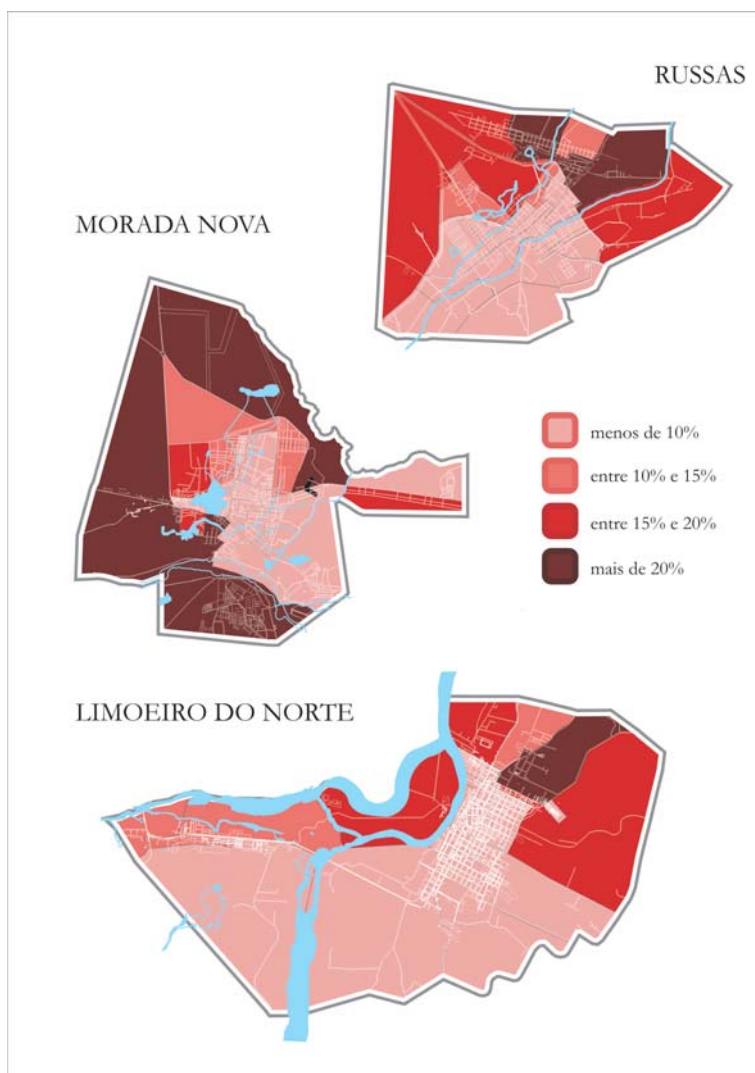 RUSSAS
MORADA NOVA
menos de 10%
entre 10% e 15%
entre 15% e 20%
mais de 20%
LIMOEIRO DO NORTE